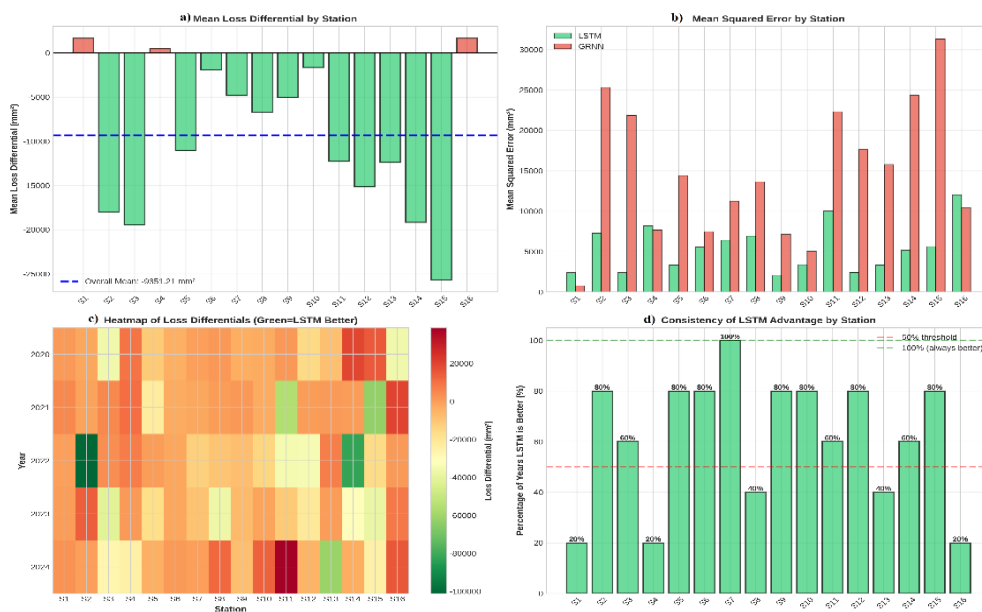 a) Mean Loss Differential by Station
Mean Loss Differential [mm²]
0
5000
-10000
-15000
-20000
-25000
Overall Mean: -9351.21 mm²
S1 S2 S3 S4 S5 S6 S7 S8 S9 S10 S11 S12 S13 S14 S15 S16
b) Mean Squared Error by Station
LSTM
GRNN
Mean Squared Error (mm²)
30000
25000
20000
15000
10000
5000
0
S1 S2 S3 S4 S5 S6 S7 S8 S9 S10 S11 S12 S13 S14 S15 S16
c) Heatmap of Loss Differentials (Green=LSTM Better)
Year
2020
2021
2022
2023
2024
S1 S2 S3 S4 S5 S6 S7 S8 S9 S10 S11 S12 S13 S14 S15 S16
Station
20000
0
-20000
-40000
-60000
-80000
-100000
Loss Differential [mm²]
d) Consistency of LSTM Advantage by Station
50% threshold
100% (always better)
Percentage of Years LSTM is Better [%]
100
80
60
40
20
0
20% 80% 60% 20% 80% 80% 100% 40% 80% 80% 60% 80% 40% 60% 80% 20%
S1 S2 S3 S4 S5 S6 S7 S8 S9 S10 S11 S12 S13 S14 S15 S16